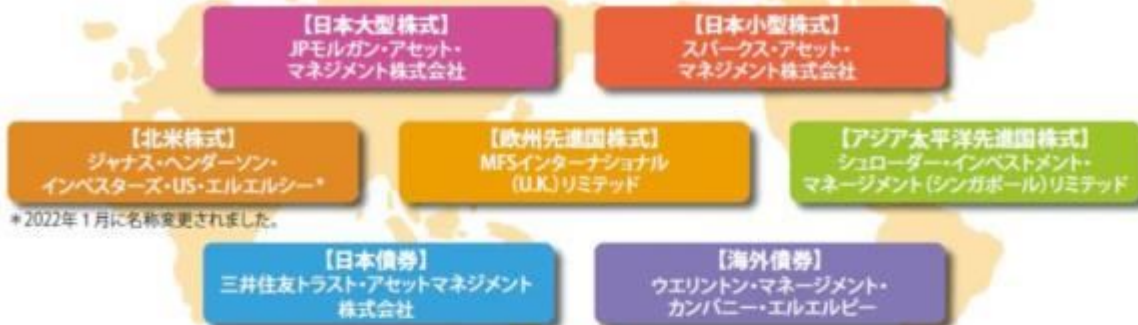 【日本大型株式】
JPモルガン・アセット・
マネジメント株式会社
【日本小型株式】
スパークス・アセット・
マネジメント株式会社
【北米株式】
ジャナス・ヘンダーソン・
インベスターズ・US・エルエルシー*
【欧州先進国株式】
MFSインターナショナル
(U.K.)リミテッド
【アジア太平洋先進国株式】
シュローダー・インベストメント・
マネージメント(シンガポール)リミテッド
*2022年1月に名称変更されました。
【日本債券】
三井住友トラスト・アセットマネジメント
株式会社
【海外債券】
ウエリントン・マネージメント・
カンパニー・エルエルピー